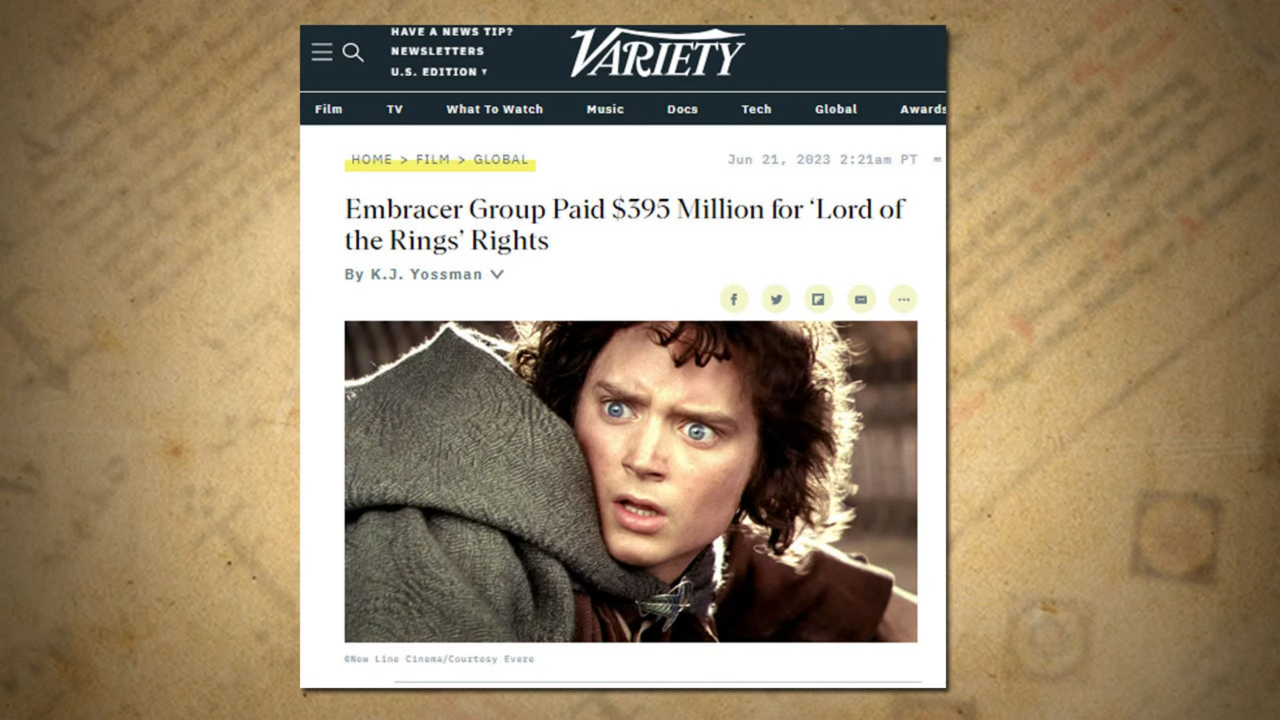 HAVE A NEWS TIP?
NEWSLETTERS
U.S. EDITION
VARIETY
Film TV What To Watch Music Docs Tech Global Awards
HOME > FILM > GLOBAL Jun 21, 2023 2:21am PT
Embracer Group Paid $395 Million for ‘Lord of
the Rings’ Rights
By K.J. Yossman
©New Line Cinema/Courtesy Evere